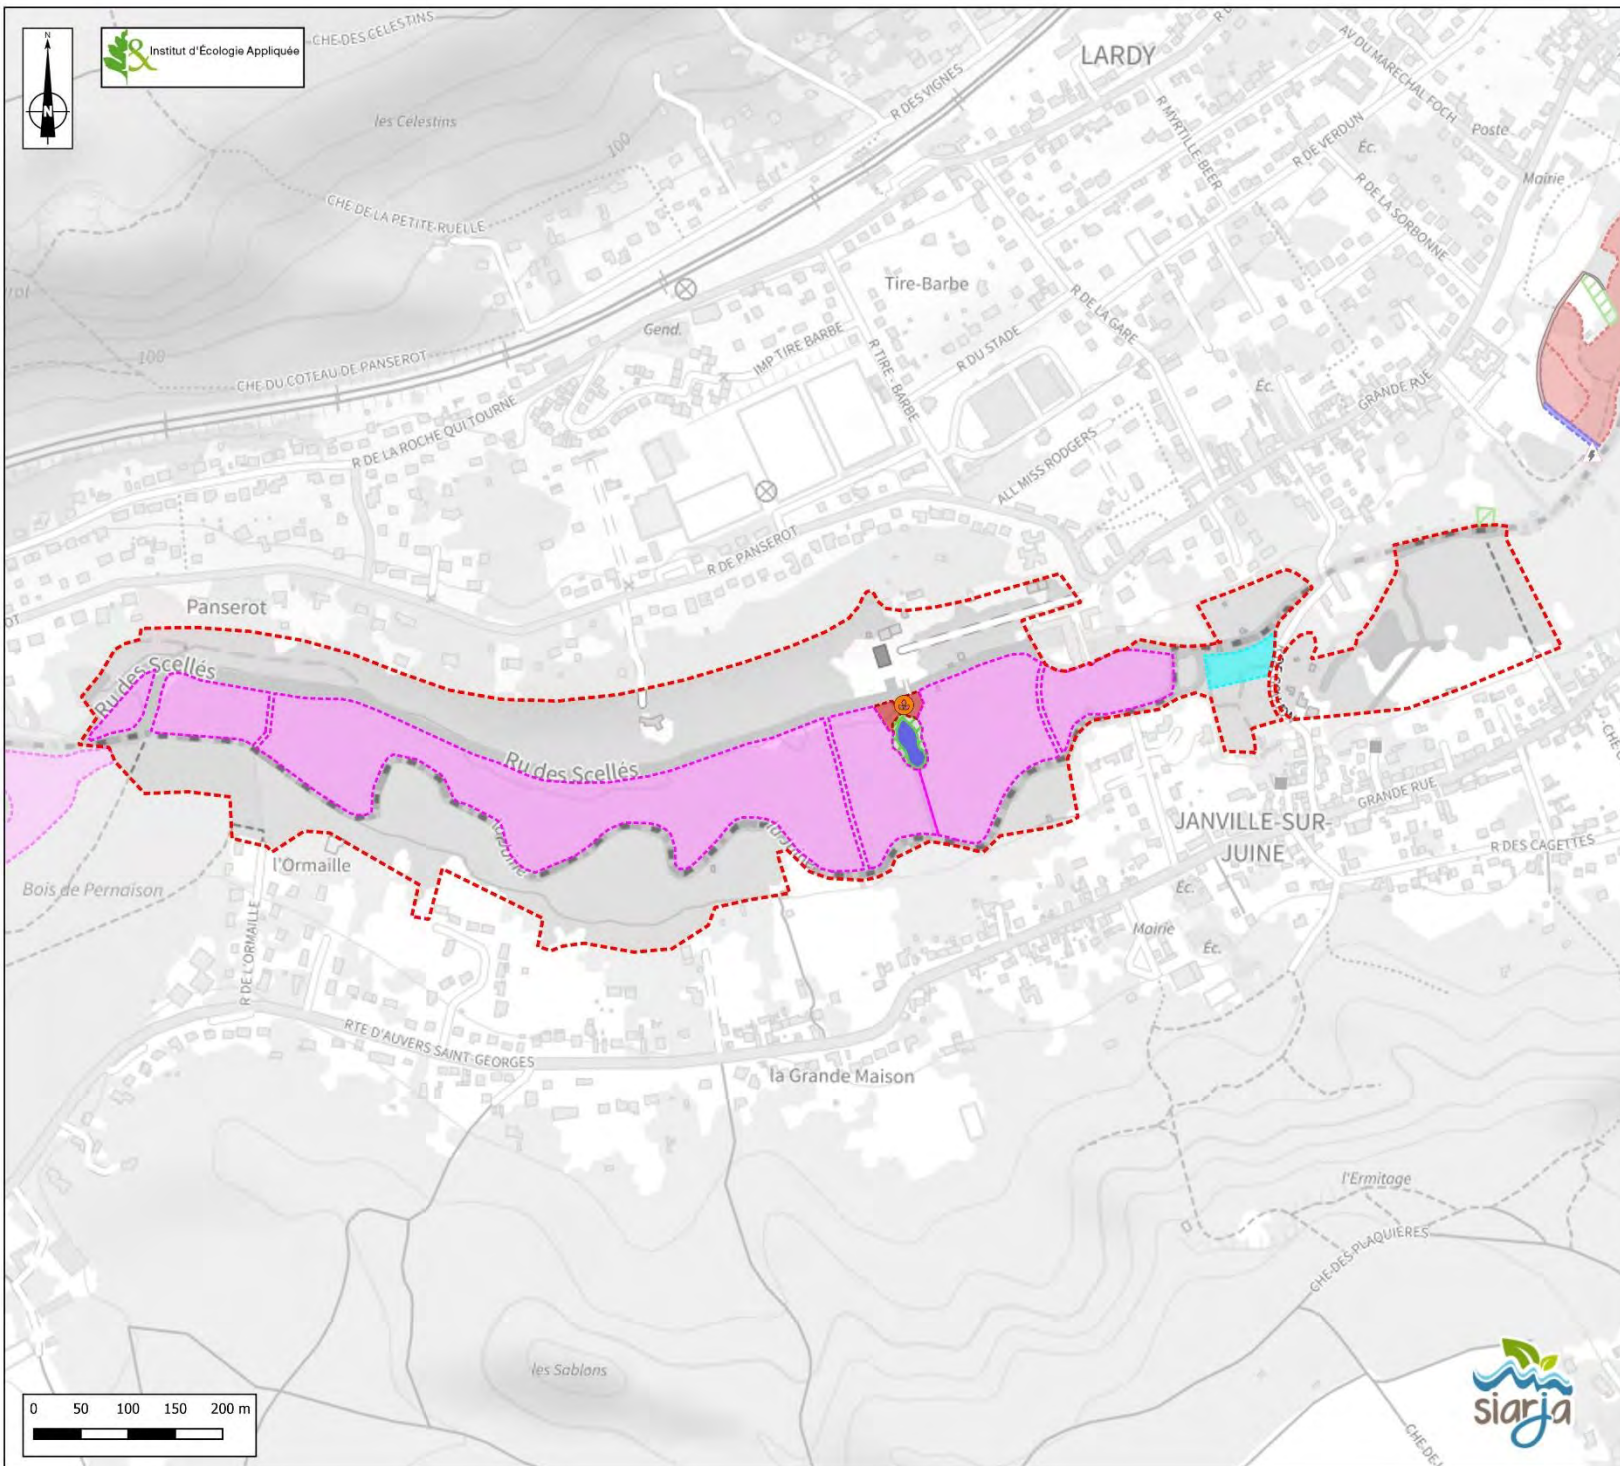 N
N
Institut d'Écologie Appliquée
&
CHE DES CELESTINS
LARDY
AV DU MARECHAL FOCH
R DES VIGNES
les Celestins
100
R MYRTILLE-BEER
R DE VERDUN
Poste
Éc.
Mairie
R DE LA SORBONNE
CHE DE LA PETITE RUELLE
Tire-Barbe
R DE LA GARE
Gend.
IMP TIRE BARBE
R DU STADE
100
CHE DU COTEAU DE PANSEROT
R TIRE - BARBE
Éc.
GRANDE RUE
R DE LA ROCHE QUI TOURNE
ALL MISS RODGERS
R DE PANSEROT
Panserot
Ru des Scellés
Ru des Scellés
JANVILLE-SUR-
JUINE
GRANDE RUE
R DES CAGETTES
l'Ormaille
Bois de Pernaison
Éc.
R DE L'ORMAILLE
Mairie
Éc.
RTE D'AUVERS SAINT-GEORGES
la Grande Maison
l'Ermitage
CHE-DES-PLAQUIÈRES
les Sablons
0 50 100 150 200 m
siarja